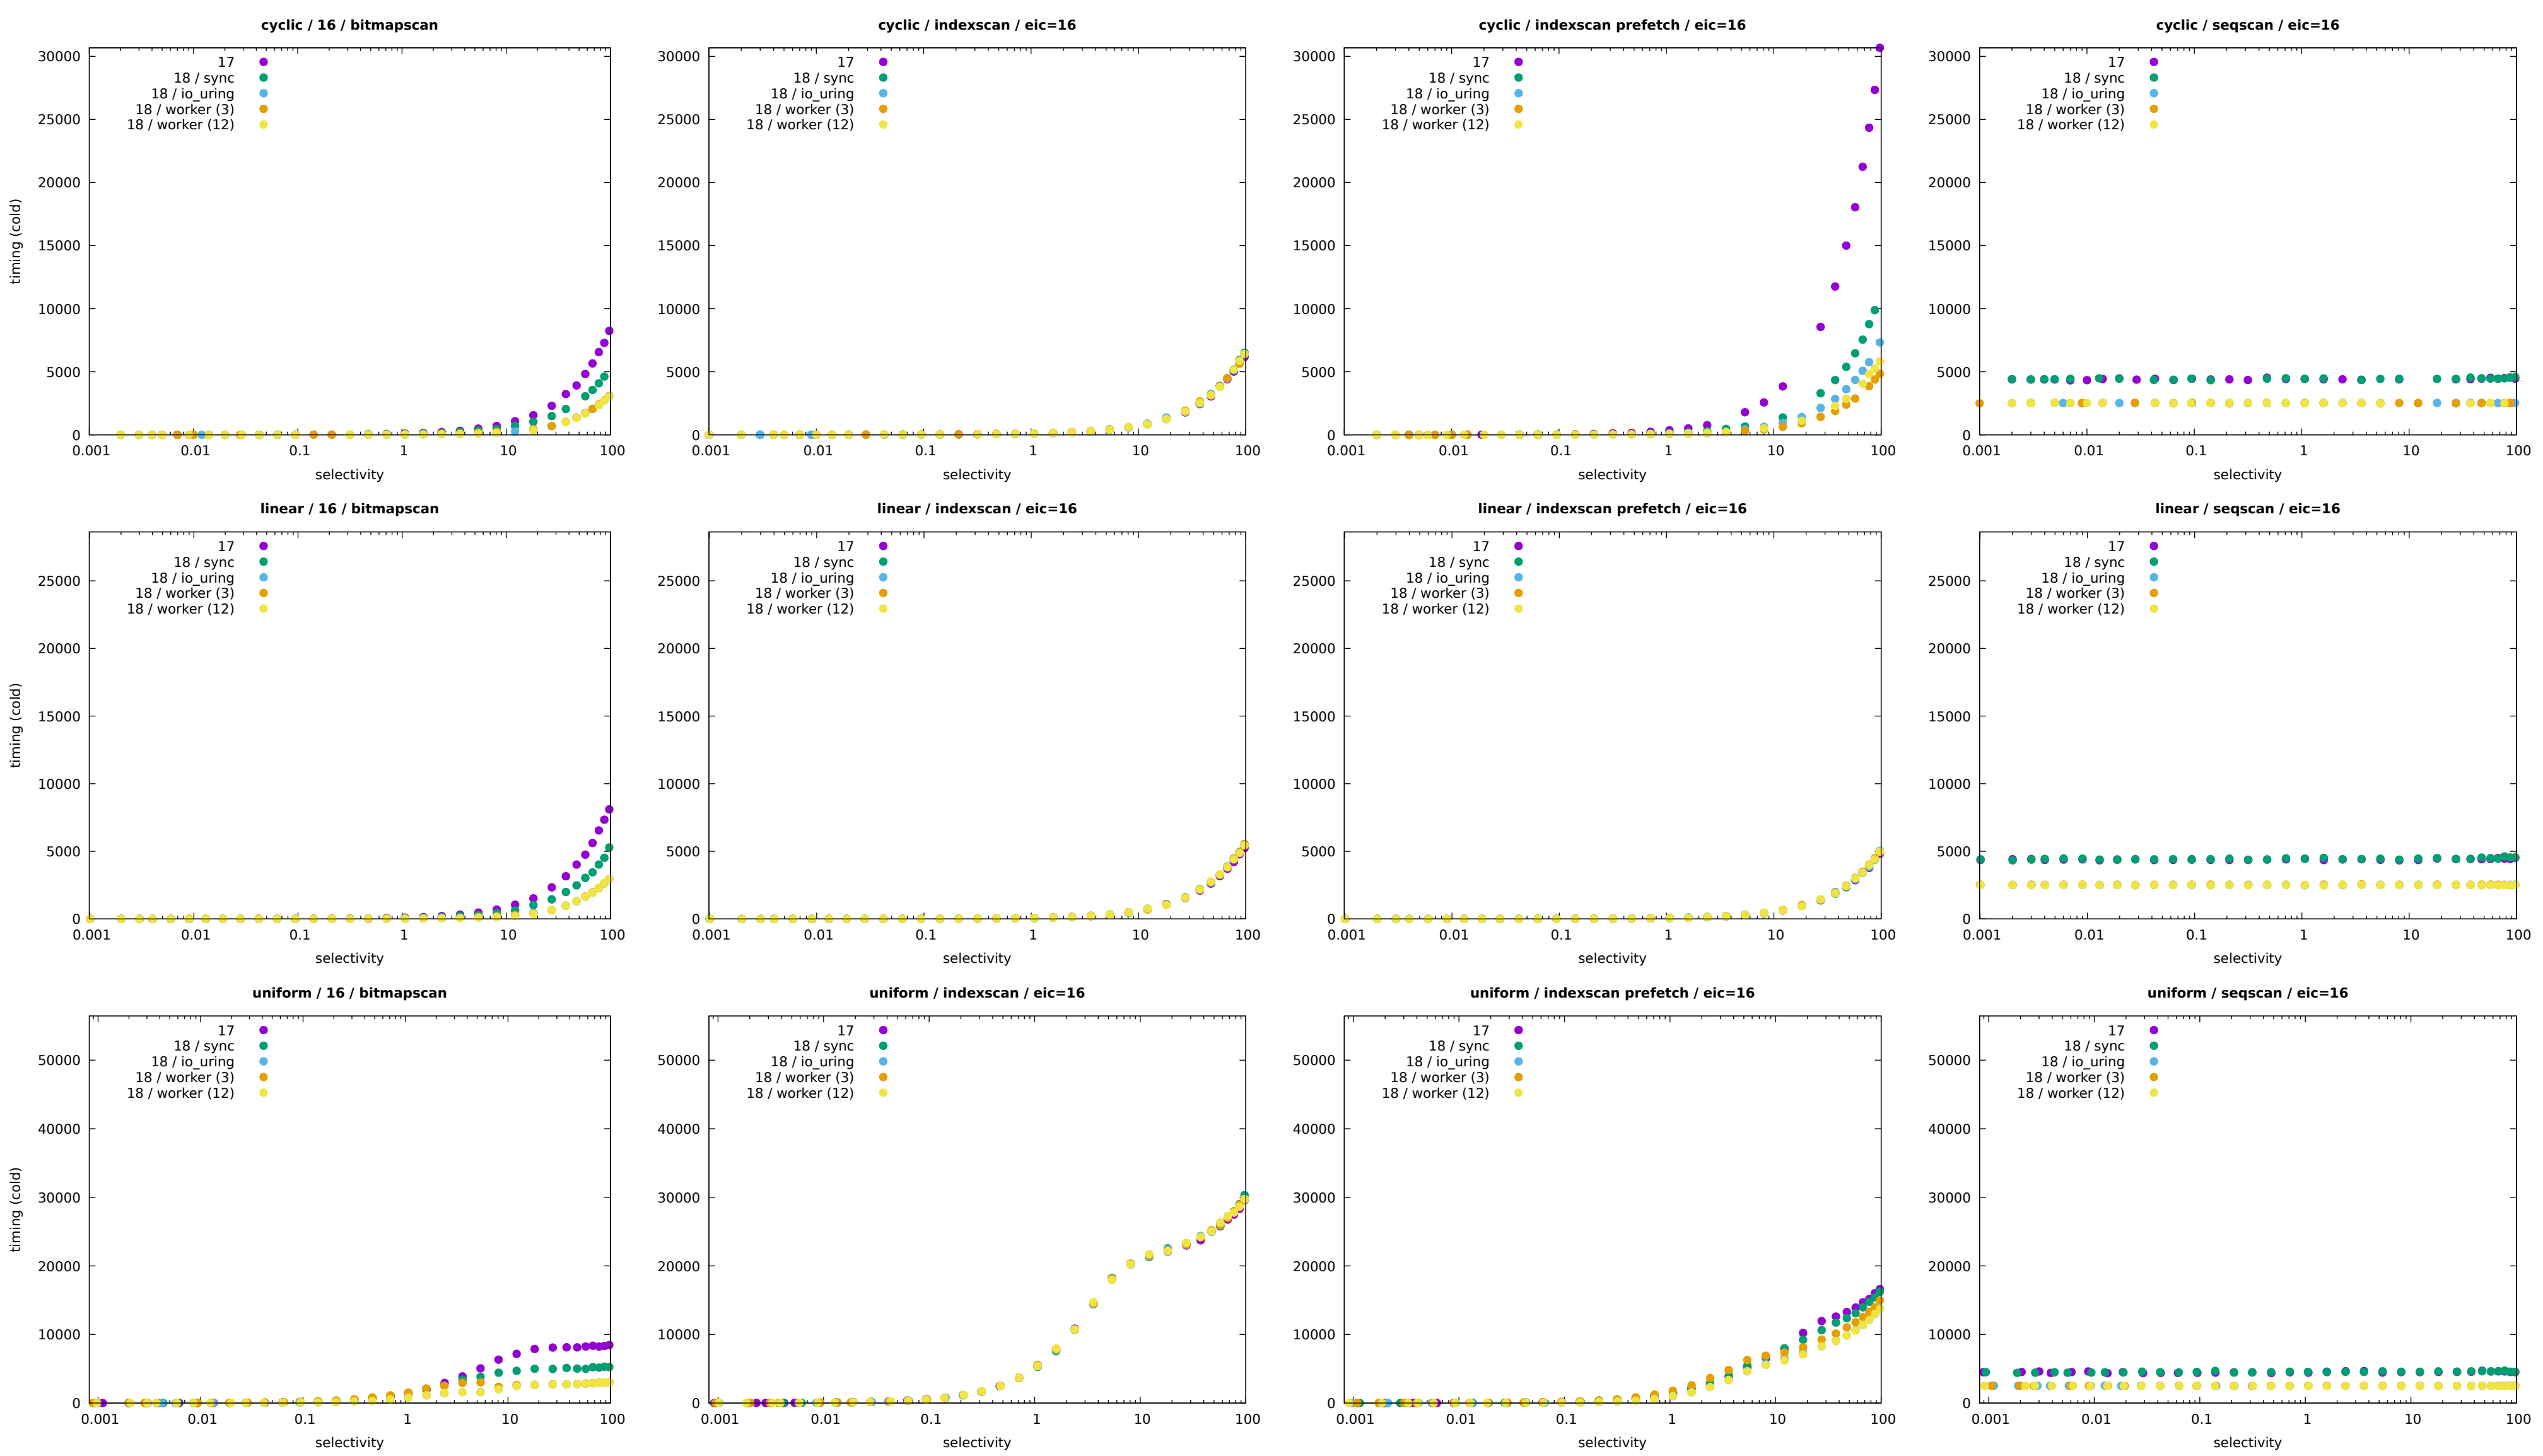 cyclic / 16 / bitmapscan
timing (cold)
30000
25000
20000
15000
10000
5000
0
17
18 / sync
18 / io_uring
18 / worker (3)
18 / worker (12)
0.001 0.01 0.1 1 10 100
selectivity
cyclic / indexscan / eic=16
30000
25000
20000
15000
10000
5000
0
17
18 / sync
18 / io_uring
18 / worker (3)
18 / worker (12)
0.001 0.01 0.1 1 10 100
selectivity
cyclic / indexscan prefetch / eic=16
30000
25000
20000
15000
10000
5000
0
17
18 / sync
18 / io_uring
18 / worker (3)
18 / worker (12)
0.001 0.01 0.1 1 10 100
selectivity
cyclic / seqscan / eic=16
30000
25000
20000
15000
10000
5000
0
17
18 / sync
18 / io_uring
18 / worker (3)
18 / worker (12)
0.001 0.01 0.1 1 10 100
selectivity
linear / 16 / bitmapscan
timing (cold)
25000
20000
15000
10000
5000
0
17
18 / sync
18 / io_uring
18 / worker (3)
18 / worker (12)
0.001 0.01 0.1 1 10 100
selectivity
linear / indexscan / eic=16
25000
20000
15000
10000
5000
0
17
18 / sync
18 / io_uring
18 / worker (3)
18 / worker (12)
0.001 0.01 0.1 1 10 100
selectivity
linear / indexscan prefetch / eic=16
25000
20000
15000
10000
5000
0
17
18 / sync
18 / io_uring
18 / worker (3)
18 / worker (12)
0.001 0.01 0.1 1 10 100
selectivity
linear / seqscan / eic=16
25000
20000
15000
10000
5000
0
17
18 / sync
18 / io_uring
18 / worker (3)
18 / worker (12)
0.001 0.01 0.1 1 10 100
selectivity
uniform / 16 / bitmapscan
timing (cold)
50000
40000
30000
20000
10000
0
17
18 / sync
18 / io_uring
18 / worker (3)
18 / worker (12)
0.001 0.01 0.1 1 10 100
selectivity
uniform / indexscan / eic=16
50000
40000
30000
20000
10000
0
17
18 / sync
18 / io_uring
18 / worker (3)
18 / worker (12)
0.001 0.01 0.1 1 10 100
selectivity
uniform / indexscan prefetch / eic=16
50000
40000
30000
20000
10000
0
17
18 / sync
18 / io_uring
18 / worker (3)
18 / worker (12)
0.001 0.01 0.1 1 10 100
selectivity
uniform / seqscan / eic=16
50000
40000
30000
20000
10000
0
17
18 / sync
18 / io_uring
18 / worker (3)
18 / worker (12)
0.001 0.01 0.1 1 10 100
selectivity